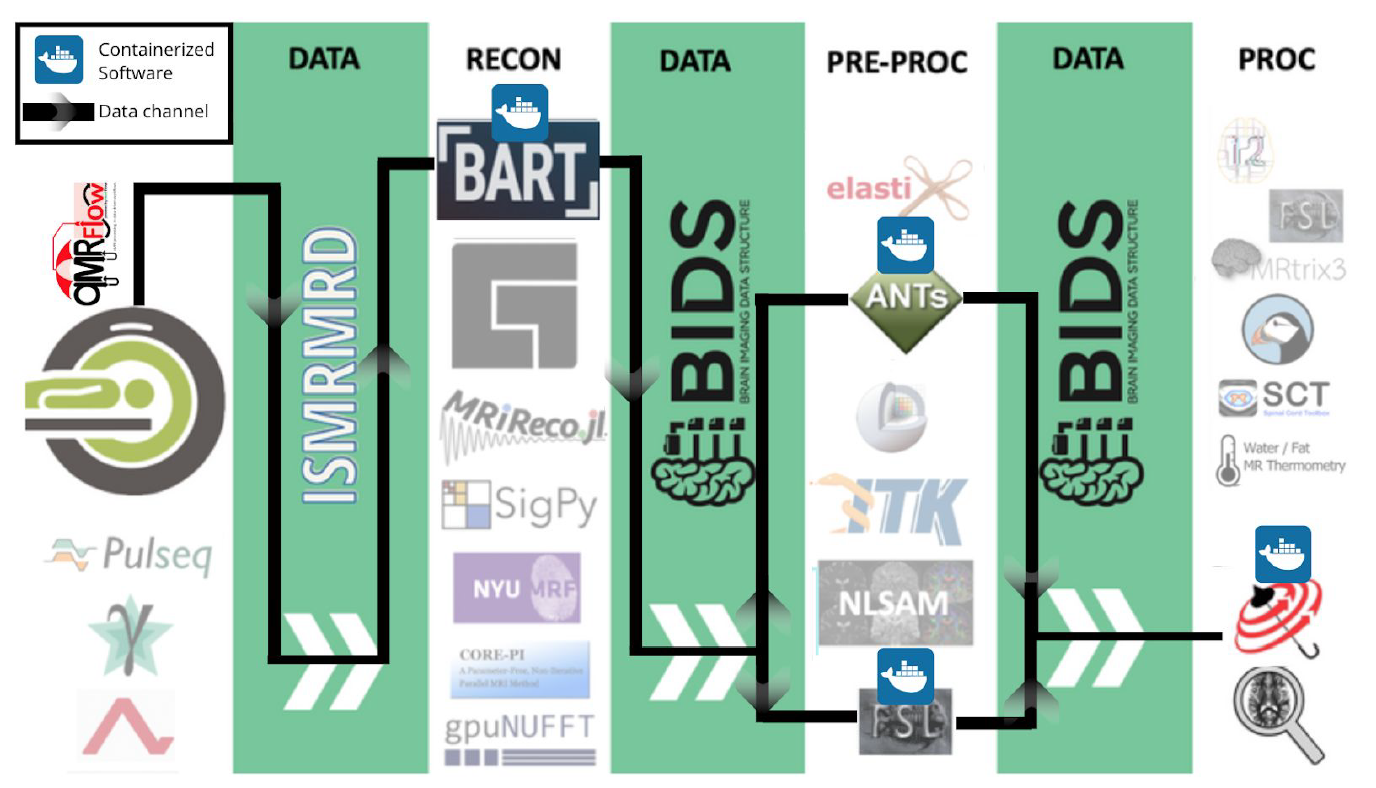 Containerized
Software
Data channel
DATA
RECON
DATA
PRE-PROC
DATA
PROC
qMRFlow
Pulseq
γ
ISMRMRD
BART
MRiReco.jl
SigPy
NYU MRF
CORE-PI
A Parameter-Free, Non-Iterative
Parallel MRI Method
gpuNUFFT
BIDS
BRAIN IMAGING DATA STRUCTURE
elastix
ANTs
ITK
NLSAM
FSL
BIDS
BRAIN IMAGING DATA STRUCTURE
FSL
MRtrix3
SCT
Spinal Cord Toolbox
Water / Fat
MR Thermometry